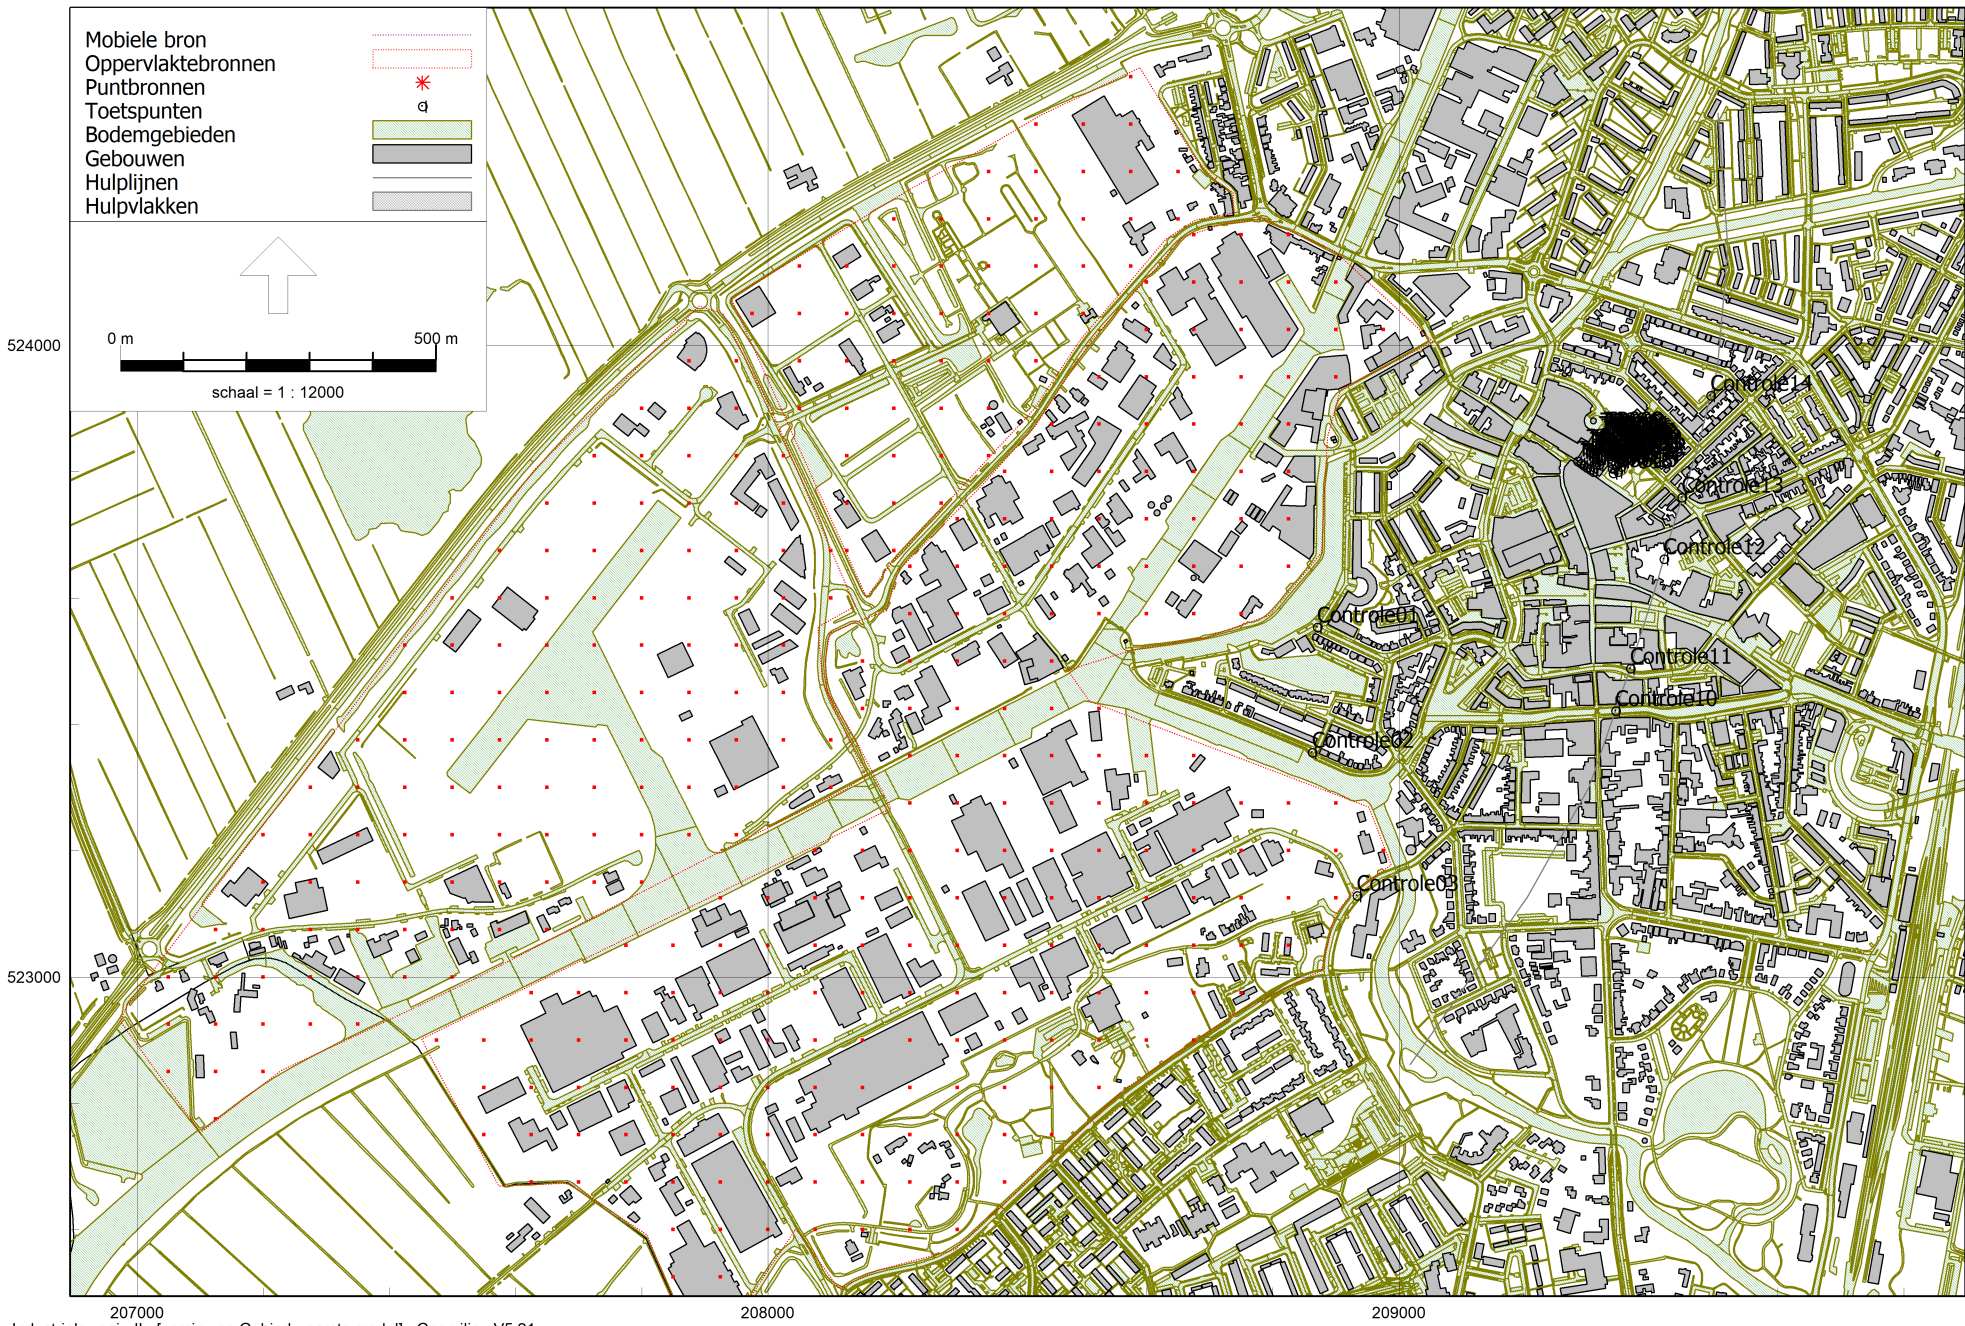 Mobiele bron
Oppervlaktebronnen
Puntbronnen
Toetspunten
Bodemgebieden
Gebouwen
Hulplijnen
Hulpvlakken
0 m 500 m
schaal = 1 : 12000
524000
523000
207000 208000 209000
Controle14
Controle13
Controle12
Controle01
Controle11
Controle10
Controle02
Controle03